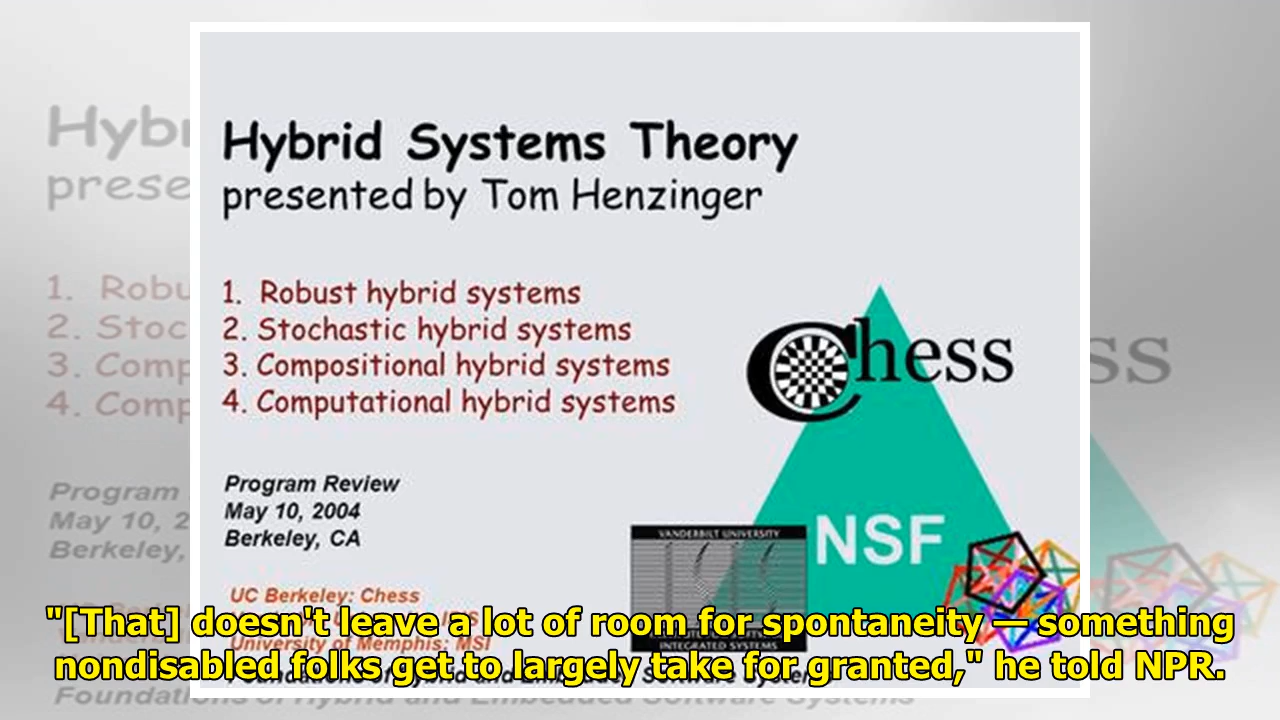 Hybrid Systems Theory
presented by Tom Henzinger
1. Robust hybrid systems
2. Stochastic hybrid systems
3. Compositional hybrid systems
4. Computational hybrid systems
Chess
Program Review
May 10, 2004
Berkeley, CA
NSF
VANDERBILT UNIVERSITY
UC Berkeley: Chess
University of Memphis: MSI
INTEGRATED SYSTEMS
Foundations of Hybrid and Embedded Software Systems
"[That] doesn't leave a lot of room for spontaneity — something
nondisabled folks get to largely take for granted," he told NPR.